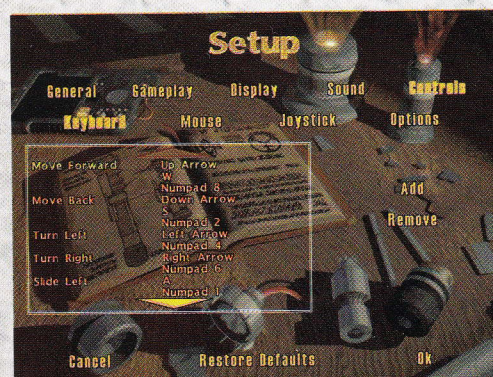 Setup
General Gameplay Display Sound Controls
Keyboard Mouse Joystick Options
Move Forward Up Arrow
W
Numpad 8
Move Back Down Arrow
S
Numpad 2
Turn Left Left Arrow
Numpad 4
Turn Right Right Arrow
Numpad 6
Slide Left A
Numpad 1
Add
Remove
Cancel Restore Defaults Ok